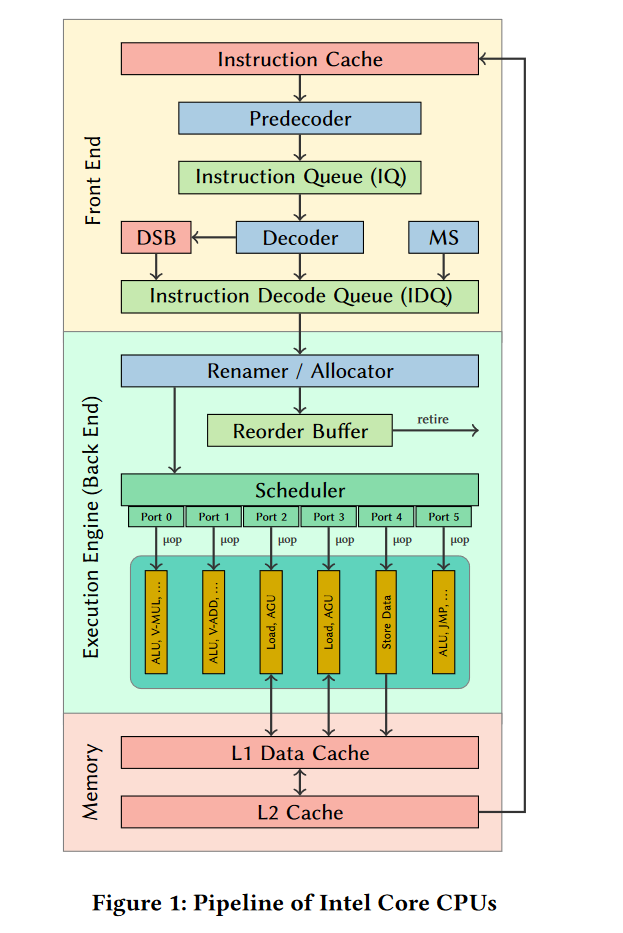 Front End
Instruction Cache
Predecoder
Instruction Queue (IQ)
DSB
Decoder
MS
Instruction Decode Queue (IDQ)
Execution Engine (Back End)
Renamer / Allocator
Reorder Buffer
retire
Scheduler
Port 0 Port 1 Port 2 Port 3 Port 4 Port 5
μop μop μop μop μop μop
ALU, V-MUL, ...
ALU, V-ADD, ...
Load, AGU
Load, AGU
Store Data
ALU, JMP, ...
Memory
L1 Data Cache
L2 Cache
Figure 1: Pipeline of Intel Core CPUs